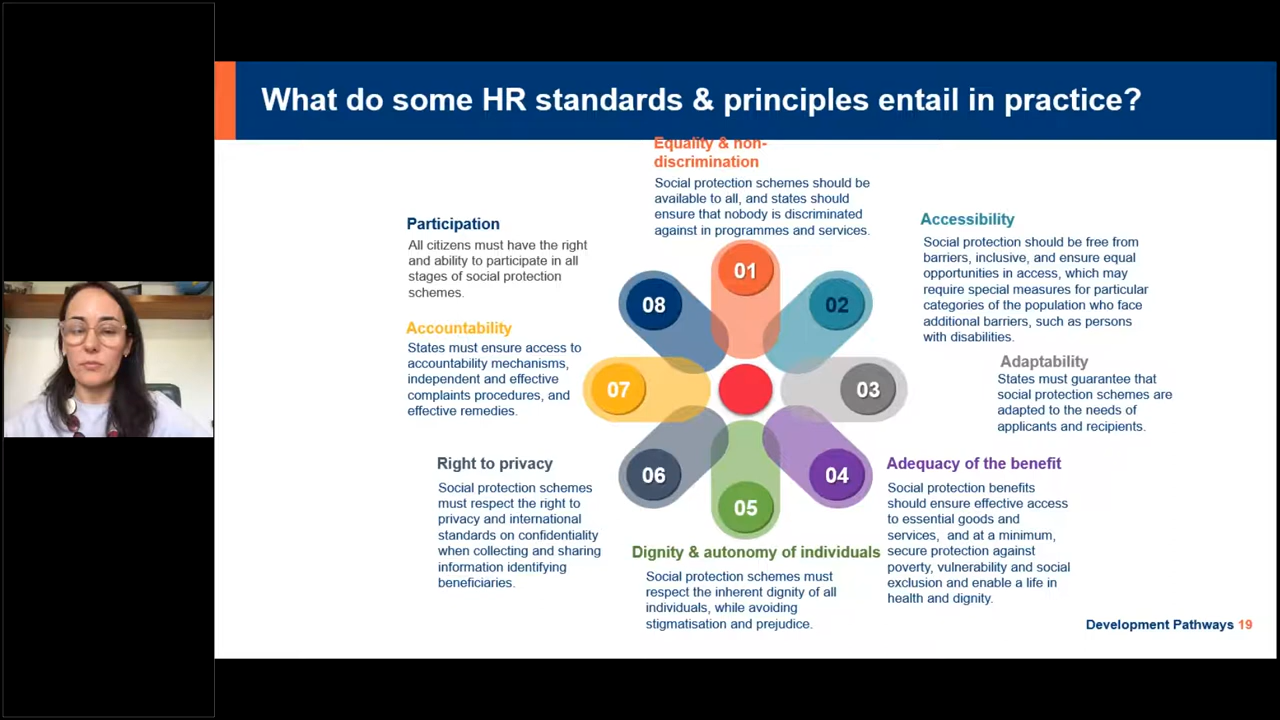 What do some HR standards & principles entail in practice?
Equality & non-
discrimination
Social protection schemes should be
available to all, and states should
ensure that nobody is discriminated
against in programmes and services.
01
Accessibility
Social protection should be free from
barriers, inclusive, and ensure equal
opportunities in access, which may
require special measures for particular
categories of the population who face
additional barriers, such as persons
with disabilities.
02
Adaptability
States must guarantee that
social protection schemes are
adapted to the needs of
applicants and recipients.
03
Adequacy of the benefit
Social protection benefits
should ensure effective access
to essential goods and
services, and at a minimum,
secure protection against
poverty, vulnerability and social
exclusion and enable a life in
health and dignity.
04
Dignity & autonomy of individuals
Social protection schemes must
respect the inherent dignity of all
individuals, while avoiding
stigmatisation and prejudice.
05
Right to privacy
Social protection schemes
must respect the right to
privacy and international
standards on confidentiality
when collecting and sharing
information identifying
beneficiaries.
06
Accountability
States must ensure access to
accountability mechanisms,
independent and effective
complaints procedures, and
effective remedies.
07
Participation
All citizens must have the right
and ability to participate in all
stages of social protection
schemes.
08
Development Pathways 19